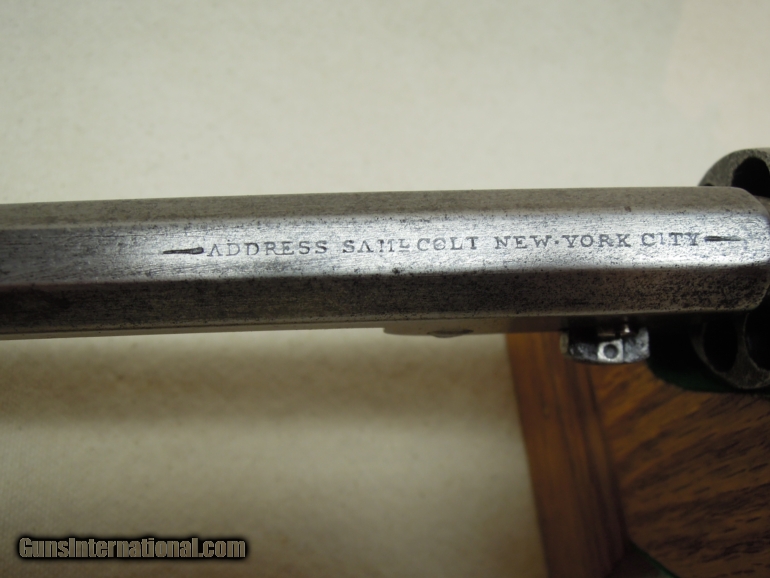 ADDRESS SAML COLT NEW·YORK CITY
GunsInternational.com